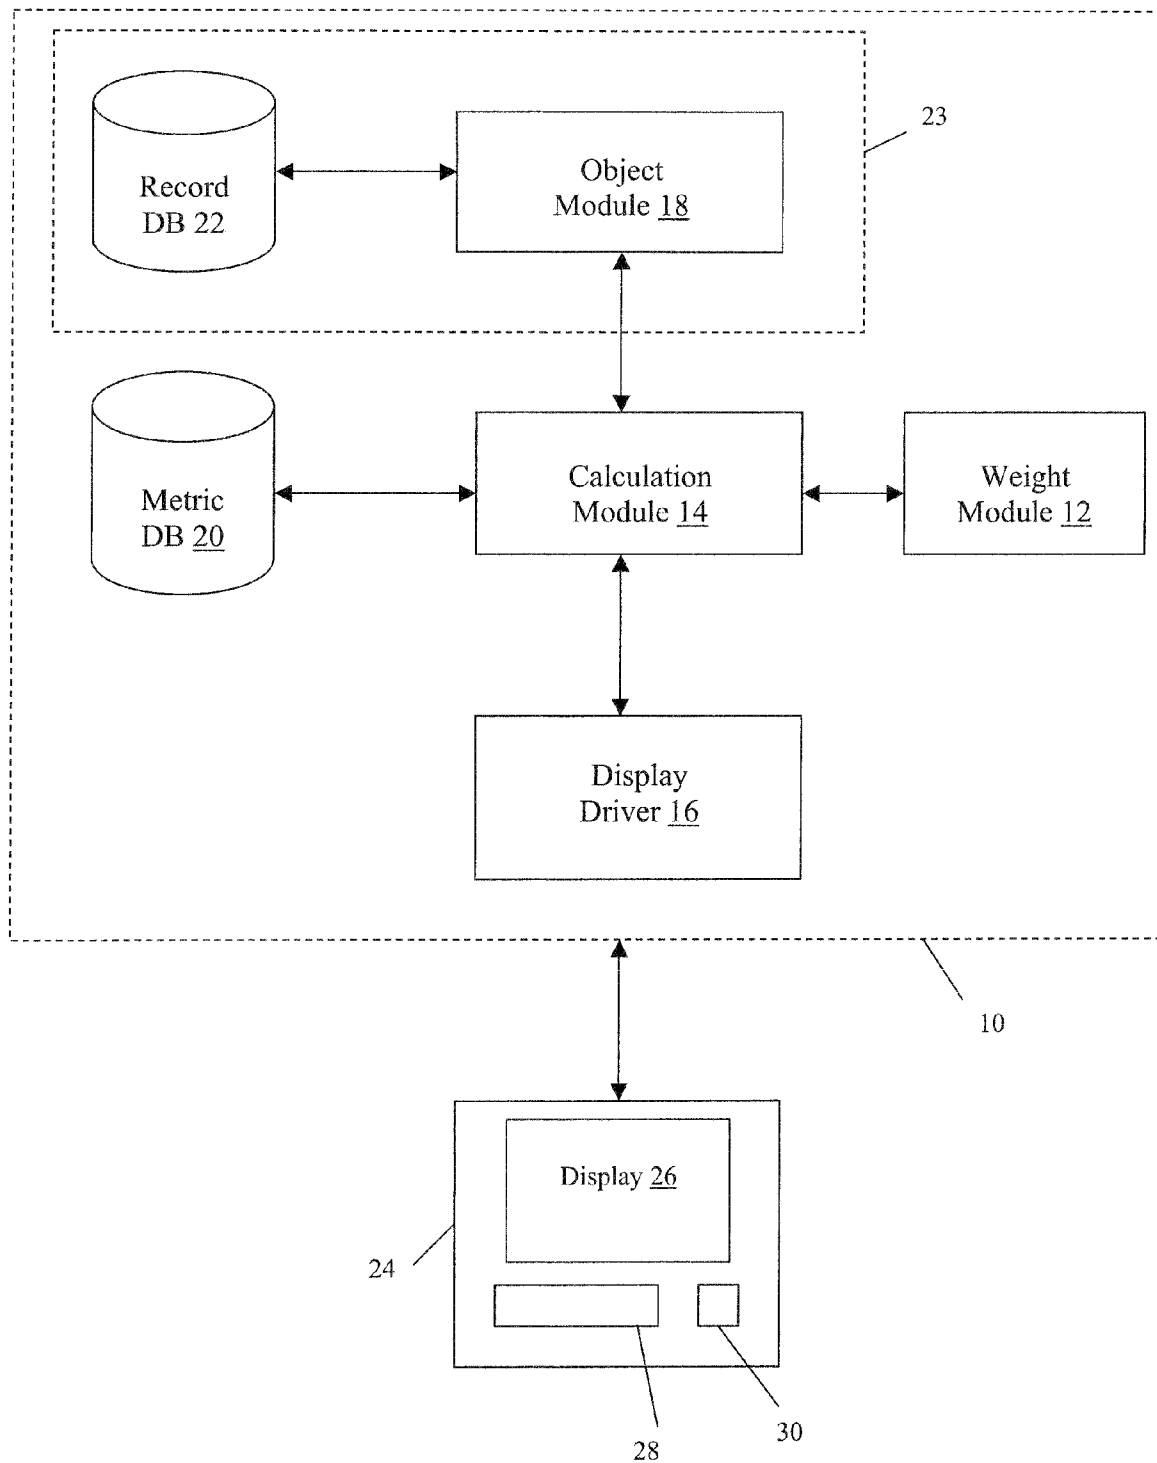 23
Record
DB 22
Object
Module 18
Metric
DB 20
Calculation
Module 14
Weight
Module 12
Display
Driver 16
10
Display 26
24
28
30